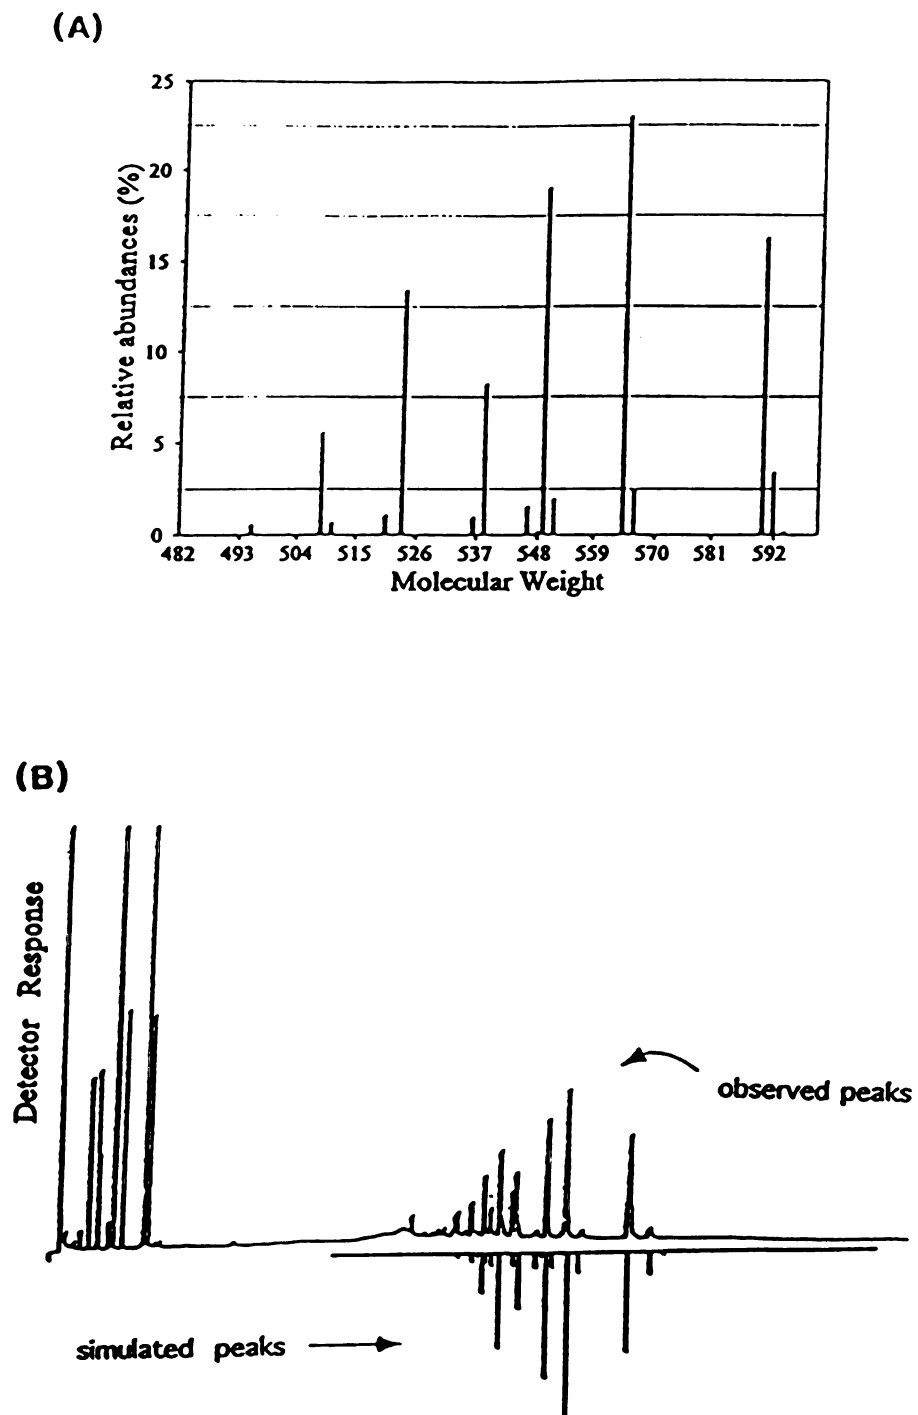 (A)
Relative abundances (%)
25
20
15
10
5
0
482 493 504 515 526 537 548 559 570 581 592
Molecular Weight
(B)
Detector Response
observed peaks
simulated peaks